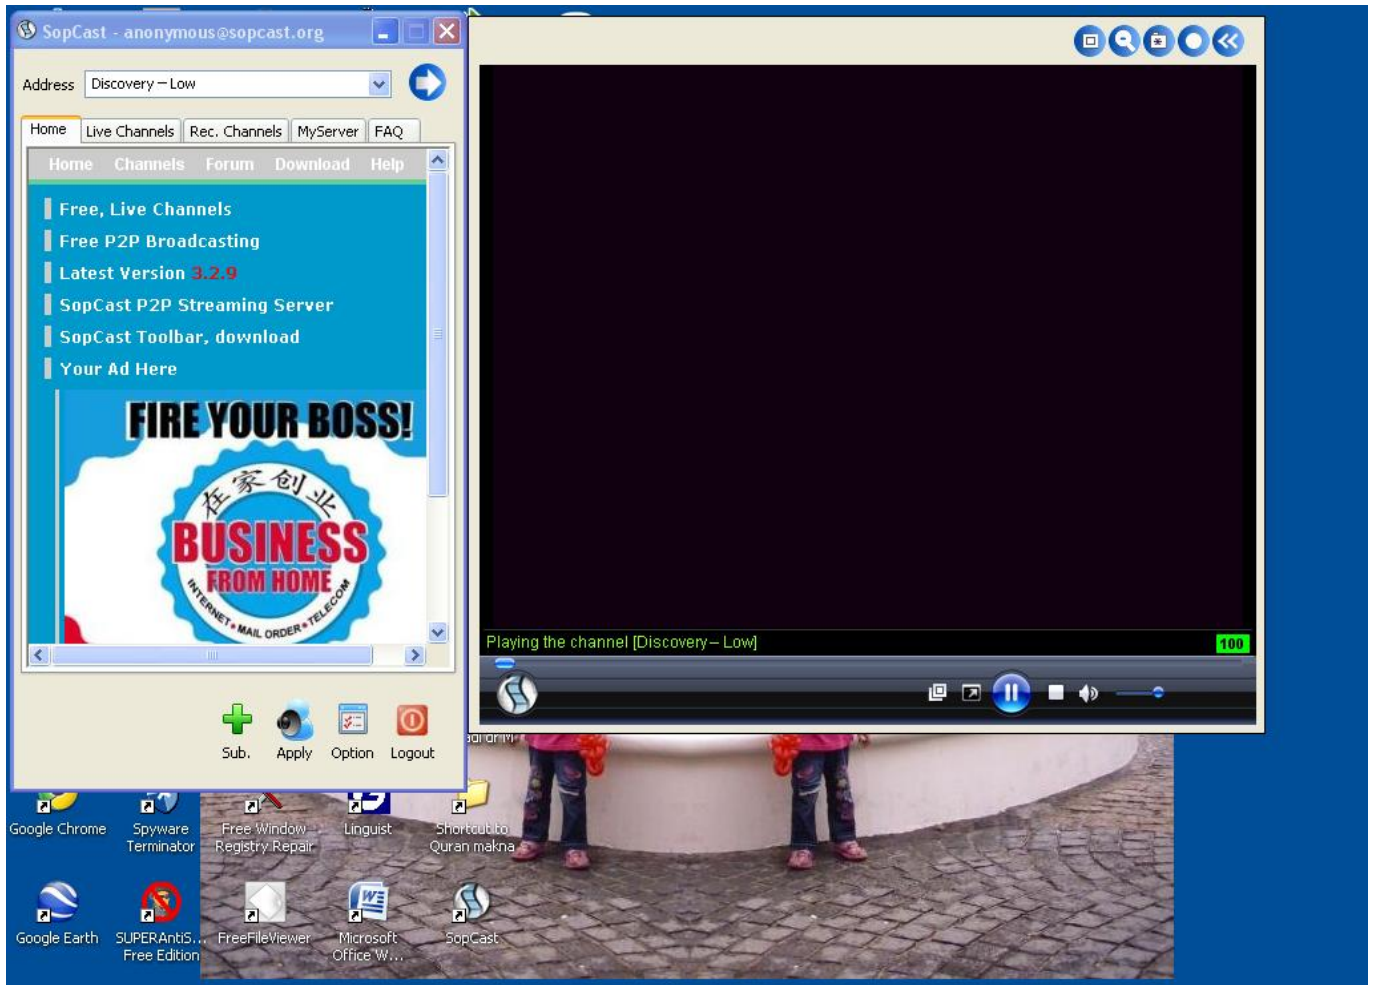 SopCast - anonymous@sopcast.org
Address Discovery – Low
Home Live Channels Rec. Channels MyServer FAQ
Home Channels Forum Download Help
Free, Live Channels
Free P2P Broadcasting
Latest Version 3.2.9
SopCast P2P Streaming Server
SopCast Toolbar, download
Your Ad Here
FIRE YOUR BOSS!
在家创业
BUSINESS
FROM HOME
INTERNET • MAIL ORDER • TELECOM
Sub. Apply Option Logout
Playing the channel [Discovery – Low] 100
Google Chrome
Spyware
Terminator
Free Window
Registry Repair
Linguist
Shortcut to
Quran makna
Google Earth
SUPERAntiS...
Free Edition
FreeFileViewer
Microsoft
Office W...
SopCast